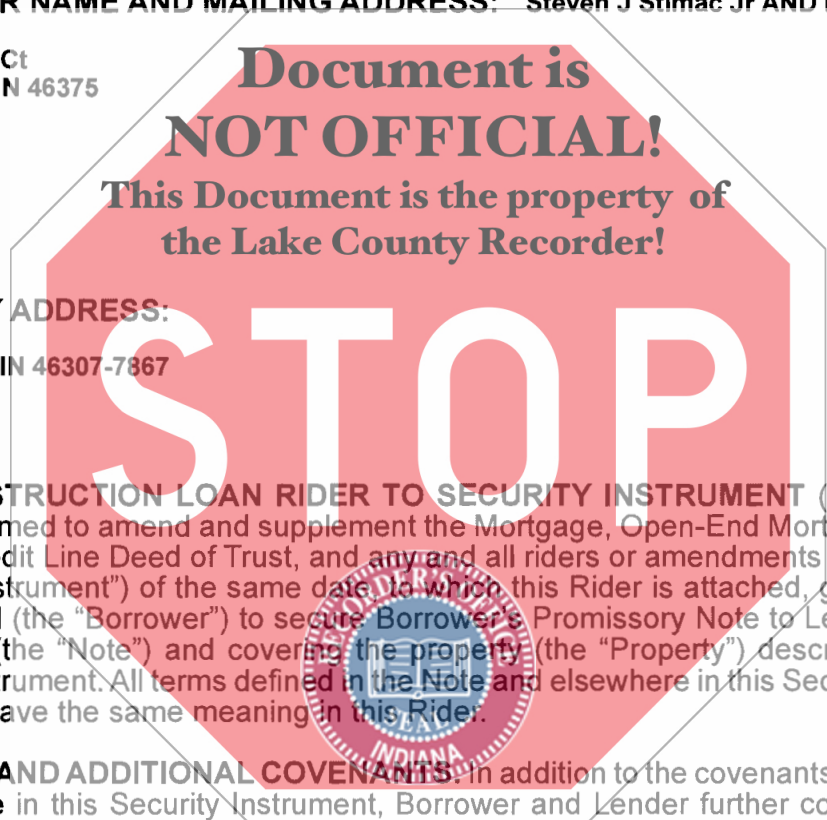 R NAME AND MAILING ADDRESS: Steven J Stimac Jr AND
Ct
N 46375
Document is
NOT OFFICIAL!
This Document is the property of
the Lake County Recorder!
ADDRESS:
IN 46307-7867
STOP
STRUCTION LOAN RIDER TO SECURITY INSTRUMENT (
med to amend and supplement the Mortgage, Open-End Mort
dit Line Deed of Trust, and any and all riders or amendments
strument”) of the same date, to which this Rider is attached, g
(the “Borrower”) to secure Borrower's Promissory Note to Le
(the “Note”) and covering the property (the “Property”) descr
rument. All terms defined in the Note and elsewhere in this Sec
ave the same meaning in this Rider.
RECORDER'S OFFICE
SEAL
INDIANA
AND ADDITIONAL COVENANTS. In addition to the covenants
e in this Security Instrument, Borrower and Lender further co